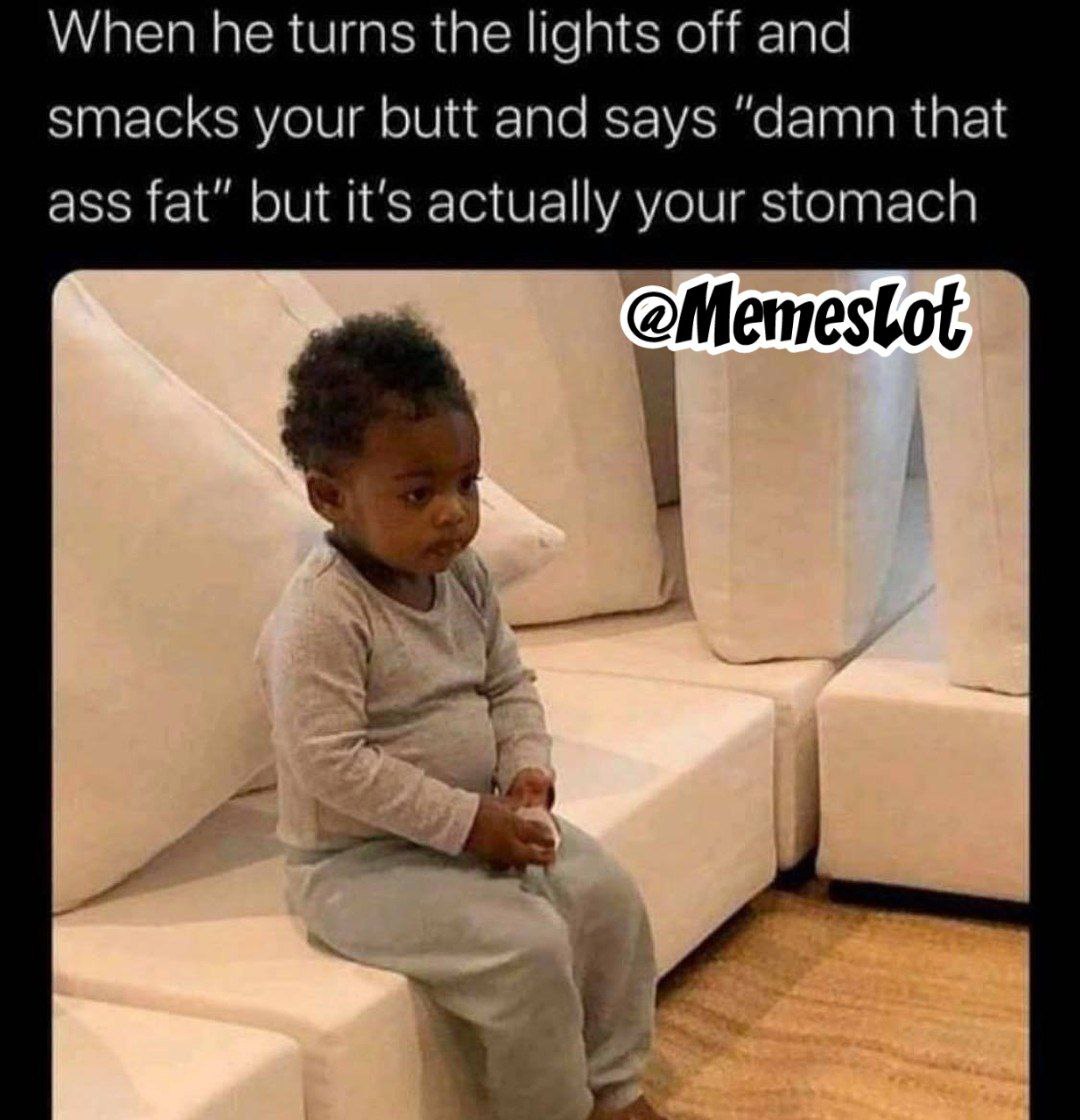 When he turns the lights off and
smacks your butt and says "damn that
ass fat" but it's actually your stomach
@MemesLot